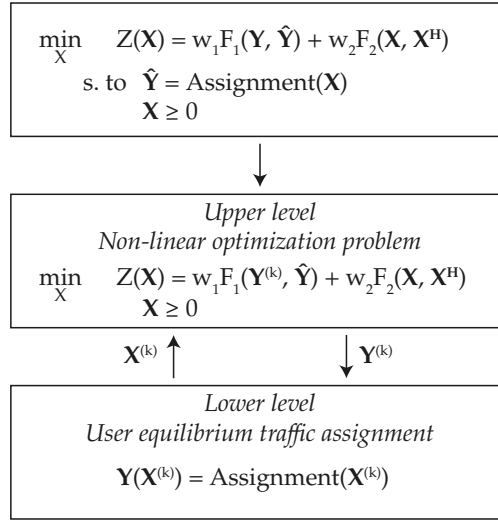 min Z(X) = w₁F₁(Y, Ŷ) + w₂F₂(X, Xᴴ)
X
s. to Ŷ = Assignment(X)
X ≥ 0
Upper level
Non-linear optimization problem
min Z(X) = w₁F₁(Y⁽ᵏ⁾, Ŷ) + w₂F₂(X, Xᴴ)
X
X ≥ 0
X⁽ᵏ⁾ Y⁽ᵏ⁾
Lower level
User equilibrium traffic assignment
Y(X⁽ᵏ⁾) = Assignment(X⁽ᵏ⁾)